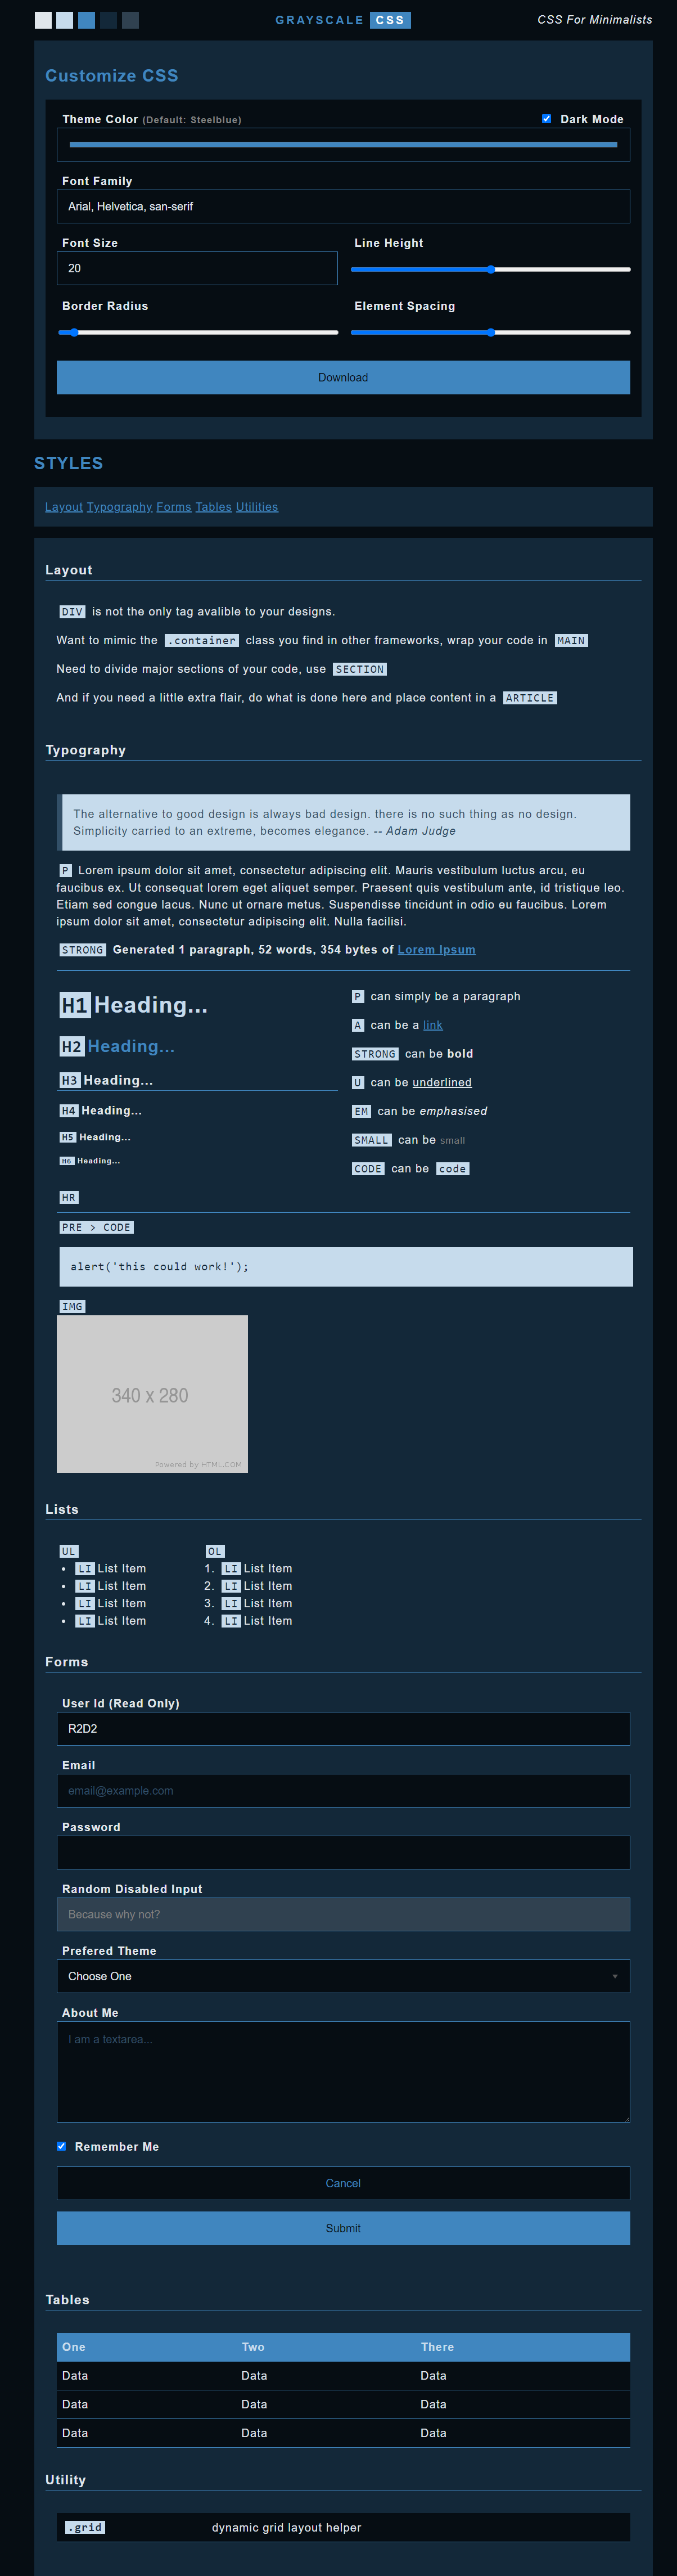 GRAYSCALE CSS
CSS For Minimalists
Customize CSS
Theme Color (Default: Steelblue)
Dark Mode
Font Family
Arial, Helvetica, san-serif
Font Size
Line Height
20
Border Radius
Element Spacing
Download
STYLES
Layout Typography Forms Tables Utilities
Layout
DIV is not the only tag avalible to your designs.
Want to mimic the .container class you find in other frameworks, wrap your code in MAIN
Need to divide major sections of your code, use SECTION
And if you need a little extra flair, do what is done here and place content in a ARTICLE
Typography
The alternative to good design is always bad design. there is no such thing as no design.
Simplicity carried to an extreme, becomes elegance. -- Adam Judge
P Lorem ipsum dolor sit amet, consectetur adipiscing elit. Mauris vestibulum luctus arcu, eu
faucibus ex. Ut consequat lorem eget aliquet semper. Praesent quis vestibulum ante, id tristique leo.
Etiam sed congue lacus. Nunc ut ornare metus. Suspendisse tincidunt in odio eu faucibus. Lorem
ipsum dolor sit amet, consectetur adipiscing elit. Nulla facilisi.
STRONG Generated 1 paragraph, 52 words, 354 bytes of Lorem Ipsum
H1 Heading...
H2 Heading...
H3 Heading...
H4 Heading...
H5 Heading...
H6 Heading...
P can simply be a paragraph
A can be a link
STRONG can be bold
U can be underlined
EM can be emphasised
SMALL can be small
CODE can be code
HR
PRE > CODE
alert('this could work!');
IMG
340 x 280
Powered by HTML.COM
Lists
UL
• LI List Item
• LI List Item
• LI List Item
• LI List Item
OL
1. LI List Item
2. LI List Item
3. LI List Item
4. LI List Item
Forms
User Id (Read Only)
R2D2
Email
email@example.com
Password
Random Disabled Input
Because why not?
Prefered Theme
Choose One
About Me
I am a textarea...
Remember Me
Cancel
Submit
Tables
One Two There
Data Data Data
Data Data Data
Data Data Data
Utility
.grid dynamic grid layout helper